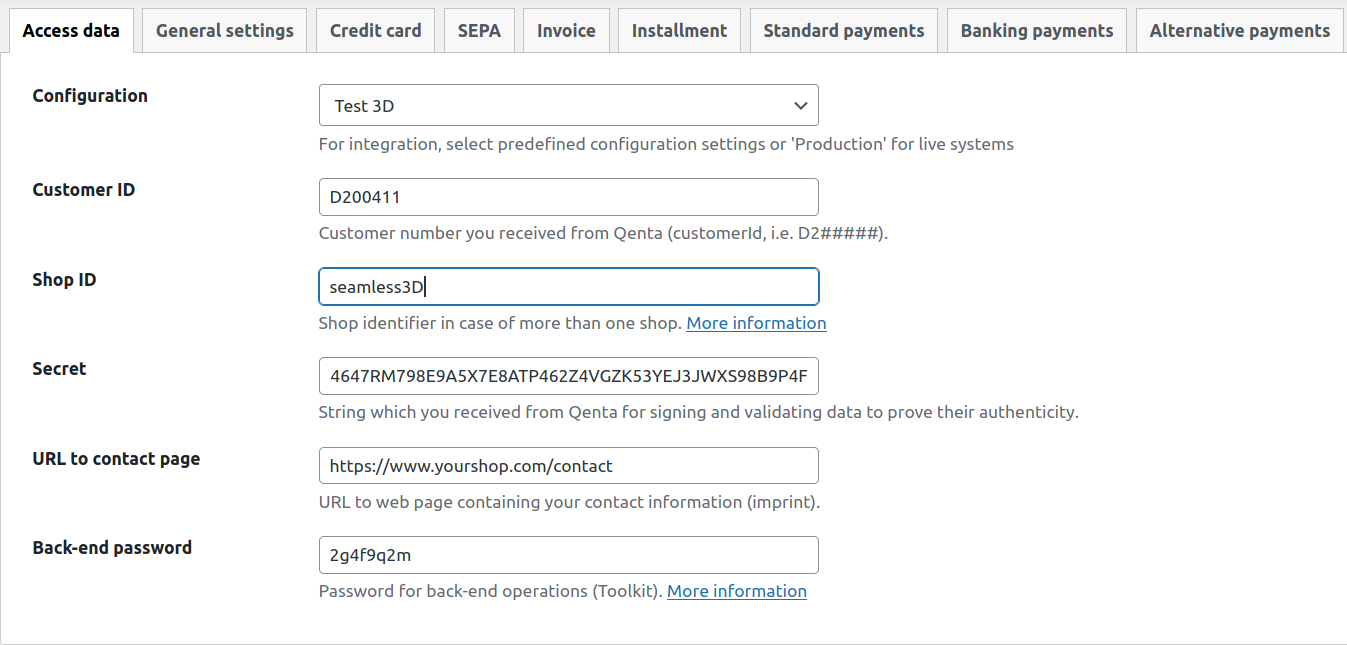 Access data General settings Credit card SEPA Invoice Installment Standard payments Banking payments Alternative payments
Configuration
Test 3D
For integration, select predefined configuration settings or 'Production' for live systems
Customer ID
D200411
Customer number you received from Qenta (customerId, i.e. D2#####).
Shop ID
seamless3D
Shop identifier in case of more than one shop. More information
Secret
4647RM798E9A5X7E8ATP462Z4VGZK53YEJ3JWXS98B9P4F
String which you received from Qenta for signing and validating data to prove their authenticity.
URL to contact page
https://www.yourshop.com/contact
URL to web page containing your contact information (imprint).
Back-end password
2g4f9q2m
Password for back-end operations (Toolkit). More information